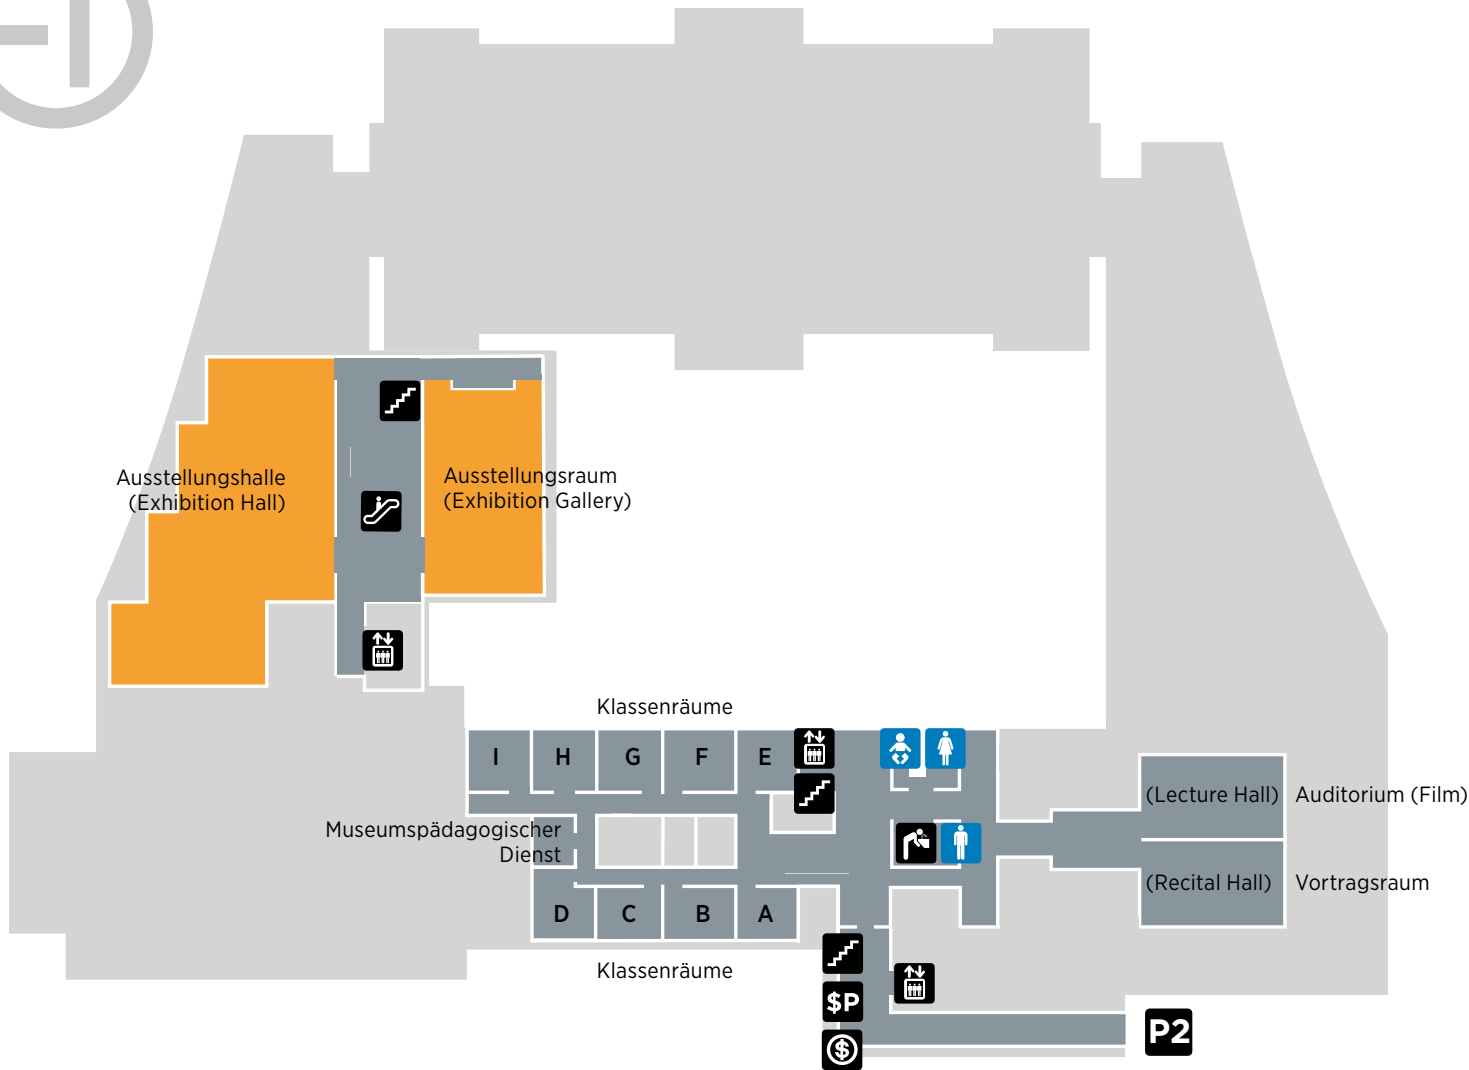 Ausstellungshalle
(Exhibition Hall)
Ausstellungsraum
(Exhibition Gallery)
Klassenräume
I H G F E
(Lecture Hall) Auditorium (Film)
Museumspädagogischer
Dienst
(Recital Hall) Vortragsraum
D C B A
Klassenräume
$P
P2
$